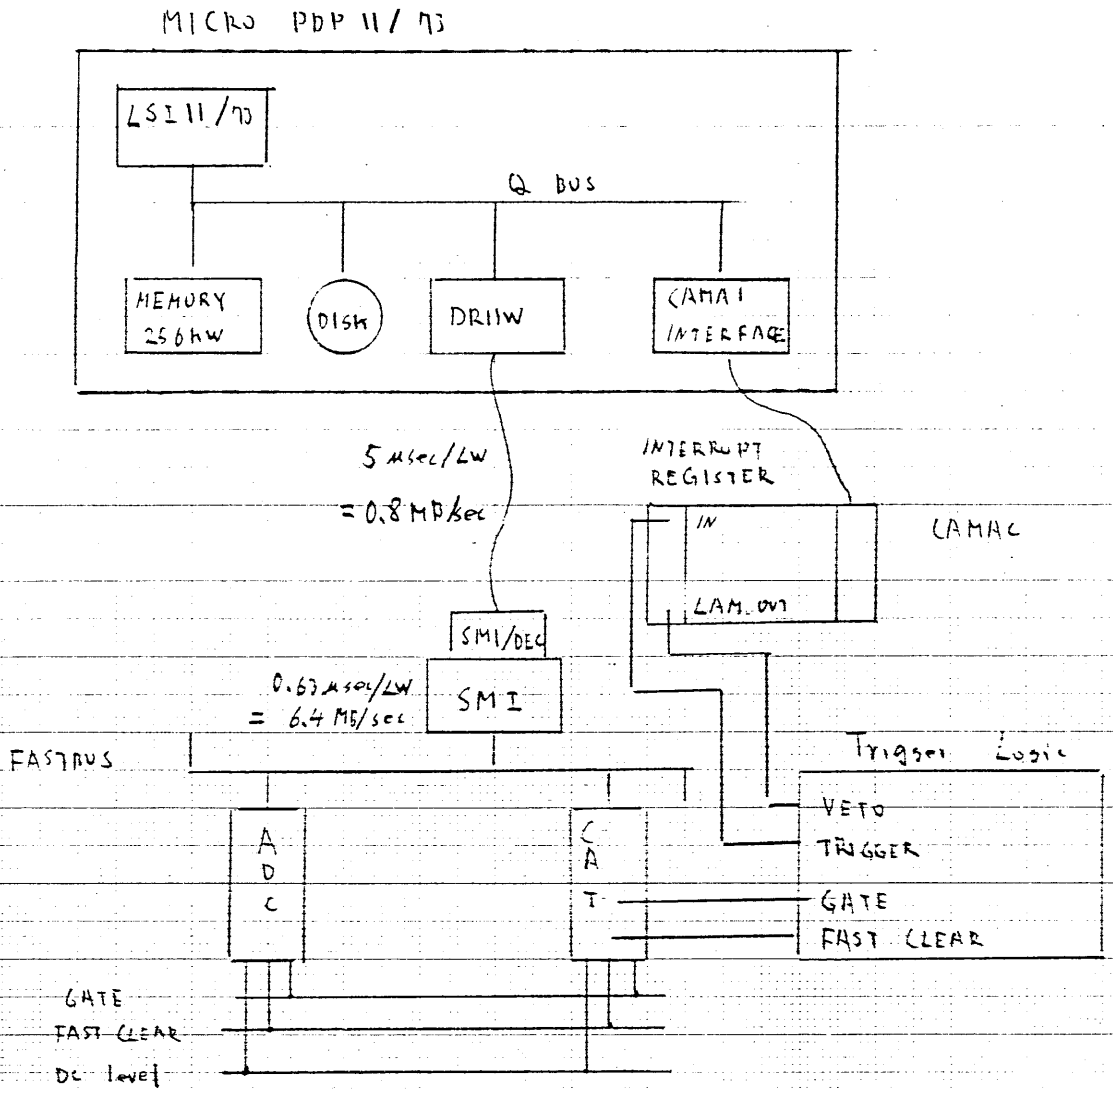 MICRO PDP 11/73
LSI 11/73
Q BUS
MEMORY
256kW
DISK
DR11W
CAMAC
INTERFACE
5 μsec/LW
= 0.8 MB/sec
INTERRUPT
REGISTER
IN
LAM OUT
CAMAC
SMI/DEC
SMI
0.63 μsec/LW
= 6.4 MB/sec
FASTBUS
ADC
CAT
Trigger Logic
VETO
TRIGGER
GATE
FAST CLEAR
GATE
FAST CLEAR
DC level